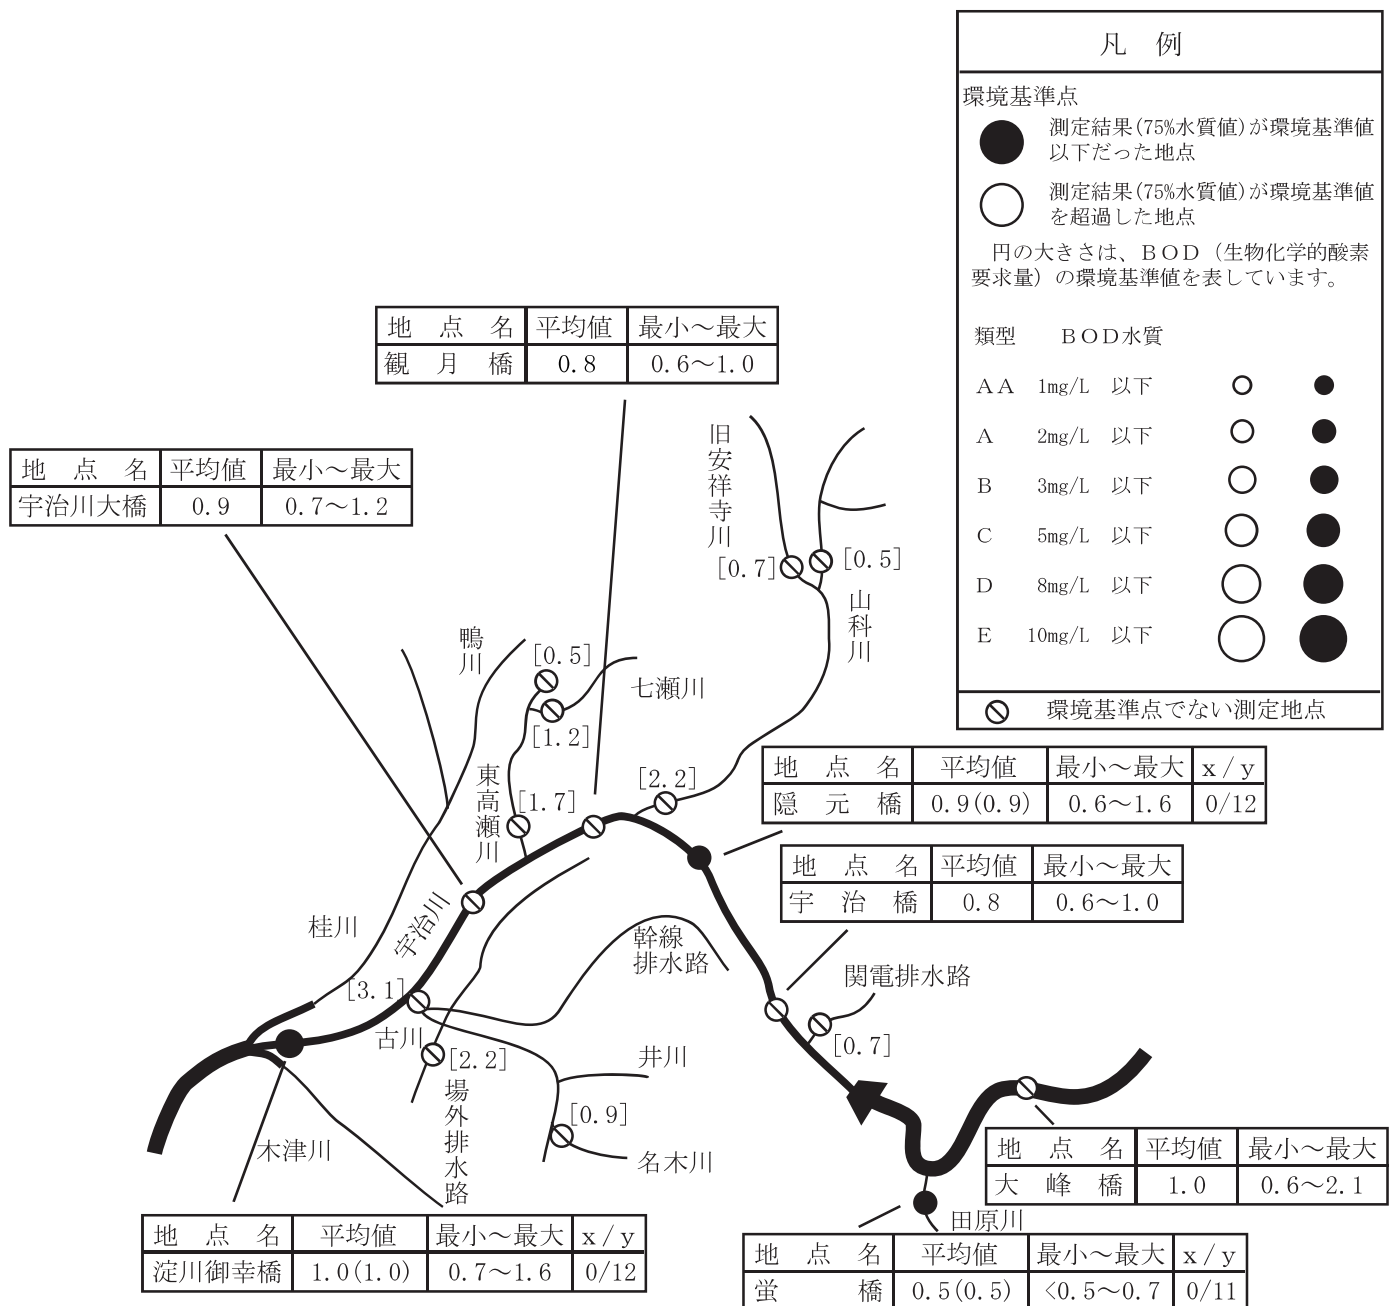 凡 例
環境基準点
測定結果(75%水質値)が環境基準値
以下だった地点
測定結果(75%水質値)が環境基準値
を超過した地点
円の大きさは、BOD(生物化学的酸素
要求量)の環境基準値を表しています。
類型 BOD水質
AA 1mg/L 以下
A 2mg/L 以下
B 3mg/L 以下
C 5mg/L 以下
D 8mg/L 以下
E 10mg/L 以下
環境基準点でない測定地点
地点名 平均値 最小～最大
観月橋 0.8 0.6～1.0
地点名 平均値 最小～最大
宇治川大橋 0.9 0.7～1.2
旧安祥寺川
[0.7]
[0.5]
山科川
鴨川
[0.5]
七瀬川
[1.2]
東高瀬川
[1.7]
[2.2]
地点名 平均値 最小～最大 x/y
隠元橋 0.9(0.9) 0.6～1.6 0/12
地点名 平均値 最小～最大
宇治橋 0.8 0.6～1.0
桂川
宇治川
幹線
排水路
関電排水路
[3.1]
古川
[0.7]
[2.2]
井川
場外排水路
[0.9]
木津川
名木川
地点名 平均値 最小～最大
大峰橋 1.0 0.6～2.1
田原川
地点名 平均値 最小～最大 x/y
淀川御幸橋 1.0(1.0) 0.7～1.6 0/12
地点名 平均値 最小～最大 x/y
蛍橋 0.5(0.5) <0.5～0.7 0/11